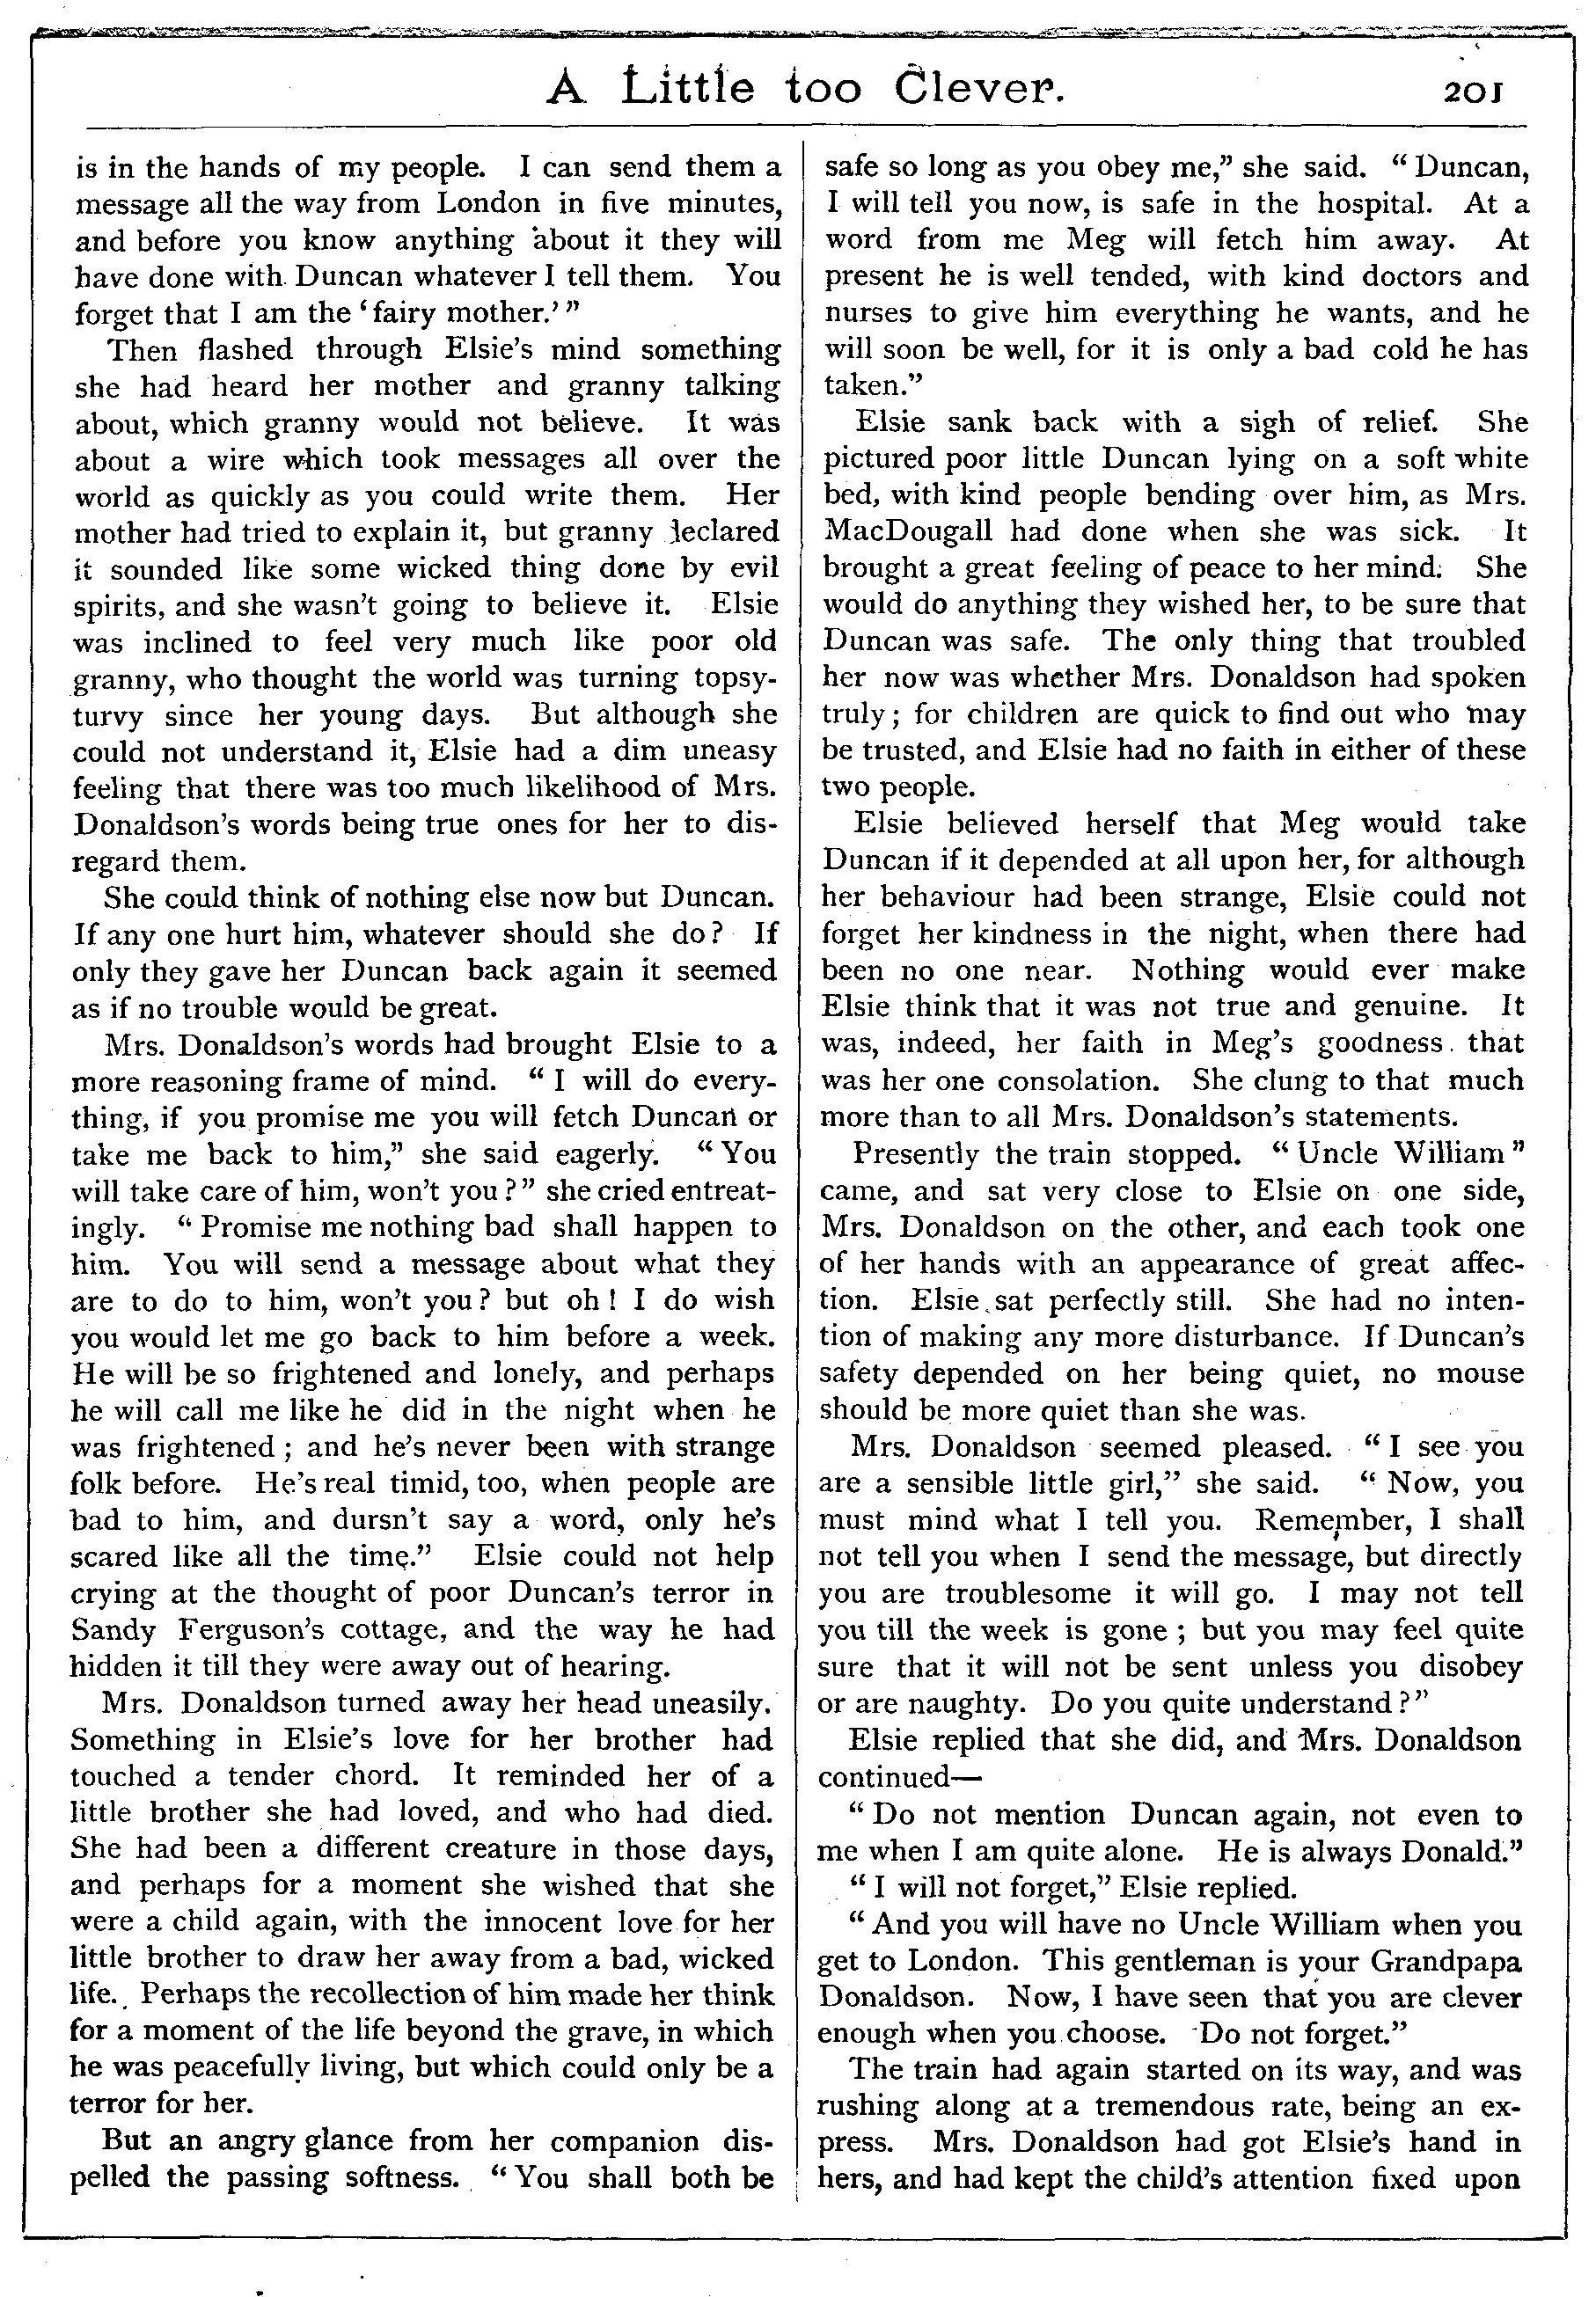 A Little too Clever.
201
is in the hands of my people. I can send them a
message all the way from London in five minutes,
and before you know anything about it they will
have done with Duncan whatever I tell them. You
forget that I am the ‘fairy mother.’”
Then flashed through Elsie’s mind something
she had heard her mother and granny talking
about, which granny would not believe. It was
about a wire which took messages all over the
world as quickly as you could write them. Her
mother had tried to explain it, but granny declared
it sounded like some wicked thing done by evil
spirits, and she wasn’t going to believe it. Elsie
was inclined to feel very much like poor old
granny, who thought the world was turning topsy-
turvy since her young days. But although she
could not understand it, Elsie had a dim uneasy
feeling that there was too much likelihood of Mrs.
Donaldson’s words being true ones for her to dis-
regard them.
She could think of nothing else now but Duncan.
If any one hurt him, whatever should she do? If
only they gave her Duncan back again it seemed
as if no trouble would be great.
Mrs. Donaldson’s words had brought Elsie to a
more reasoning frame of mind. “I will do every-
thing, if you promise me you will fetch Duncan or
take me back to him,” she said eagerly. “You
will take care of him, won’t you?” she cried entreat-
ingly. “Promise me nothing bad shall happen to
him. You will send a message about what they
are to do to him, won’t you? but oh! I do wish
you would let me go back to him before a week.
He will be so frightened and lonely, and perhaps
he will call me like he did in the night when he
was frightened; and he’s never been with strange
folk before. He’s real timid, too, when people are
bad to him, and dursn’t say a word, only he’s
scared like all the time.” Elsie could not help
crying at the thought of poor Duncan’s terror in
Sandy Ferguson’s cottage, and the way he had
hidden it till they were away out of hearing.
Mrs. Donaldson turned away her head uneasily.
Something in Elsie’s love for her brother had
touched a tender chord. It reminded her of a
little brother she had loved, and who had died.
She had been a different creature in those days,
and perhaps for a moment she wished that she
were a child again, with the innocent love for her
little brother to draw her away from a bad, wicked
life. Perhaps the recollection of him made her think
for a moment of the life beyond the grave, in which
he was peacefully living, but which could only be a
terror for her.
But an angry glance from her companion dis-
pelled the passing softness. “You shall both be
safe so long as you obey me,” she said. “Duncan,
I will tell you now, is safe in the hospital. At a
word from me Meg will fetch him away. At
present he is well tended, with kind doctors and
nurses to give him everything he wants, and he
will soon be well, for it is only a bad cold he has
taken.”
Elsie sank back with a sigh of relief. She
pictured poor little Duncan lying on a soft white
bed, with kind people bending over him, as Mrs.
MacDougall had done when she was sick. It
brought a great feeling of peace to her mind. She
would do anything they wished her, to be sure that
Duncan was safe. The only thing that troubled
her now was whether Mrs. Donaldson had spoken
truly; for children are quick to find out who may
be trusted, and Elsie had no faith in either of these
two people.
Elsie believed herself that Meg would take
Duncan if it depended at all upon her, for although
her behaviour had been strange, Elsie could not
forget her kindness in the night, when there had
been no one near. Nothing would ever make
Elsie think that it was not true and genuine. It
was, indeed, her faith in Meg’s goodness that
was her one consolation. She clung to that much
more than to all Mrs. Donaldson’s statements.
Presently the train stopped. “Uncle William”
came, and sat very close to Elsie on one side,
Mrs. Donaldson on the other, and each took one
of her hands with an appearance of great affec-
tion. Elsie sat perfectly still. She had no inten-
tion of making any more disturbance. If Duncan’s
safety depended on her being quiet, no mouse
should be more quiet than she was.
Mrs. Donaldson seemed pleased. “I see you
are a sensible little girl,” she said. “Now, you
must mind what I tell you. Remember, I shall
not tell you when I send the message, but directly
you are troublesome it will go. I may not tell
you till the week is gone; but you may feel quite
sure that it will not be sent unless you disobey
or are naughty. Do you quite understand?”
Elsie replied that she did, and Mrs. Donaldson
continued—
“Do not mention Duncan again, not even to
me when I am quite alone. He is always Donald.”
“I will not forget,” Elsie replied.
“And you will have no Uncle William when you
get to London. This gentleman is your Grandpapa
Donaldson. Now, I have seen that you are clever
enough when you choose. Do not forget.”
The train had again started on its way, and was
rushing along at a tremendous rate, being an ex-
press. Mrs. Donaldson had got Elsie’s hand in
hers, and had kept the child’s attention fixed upon